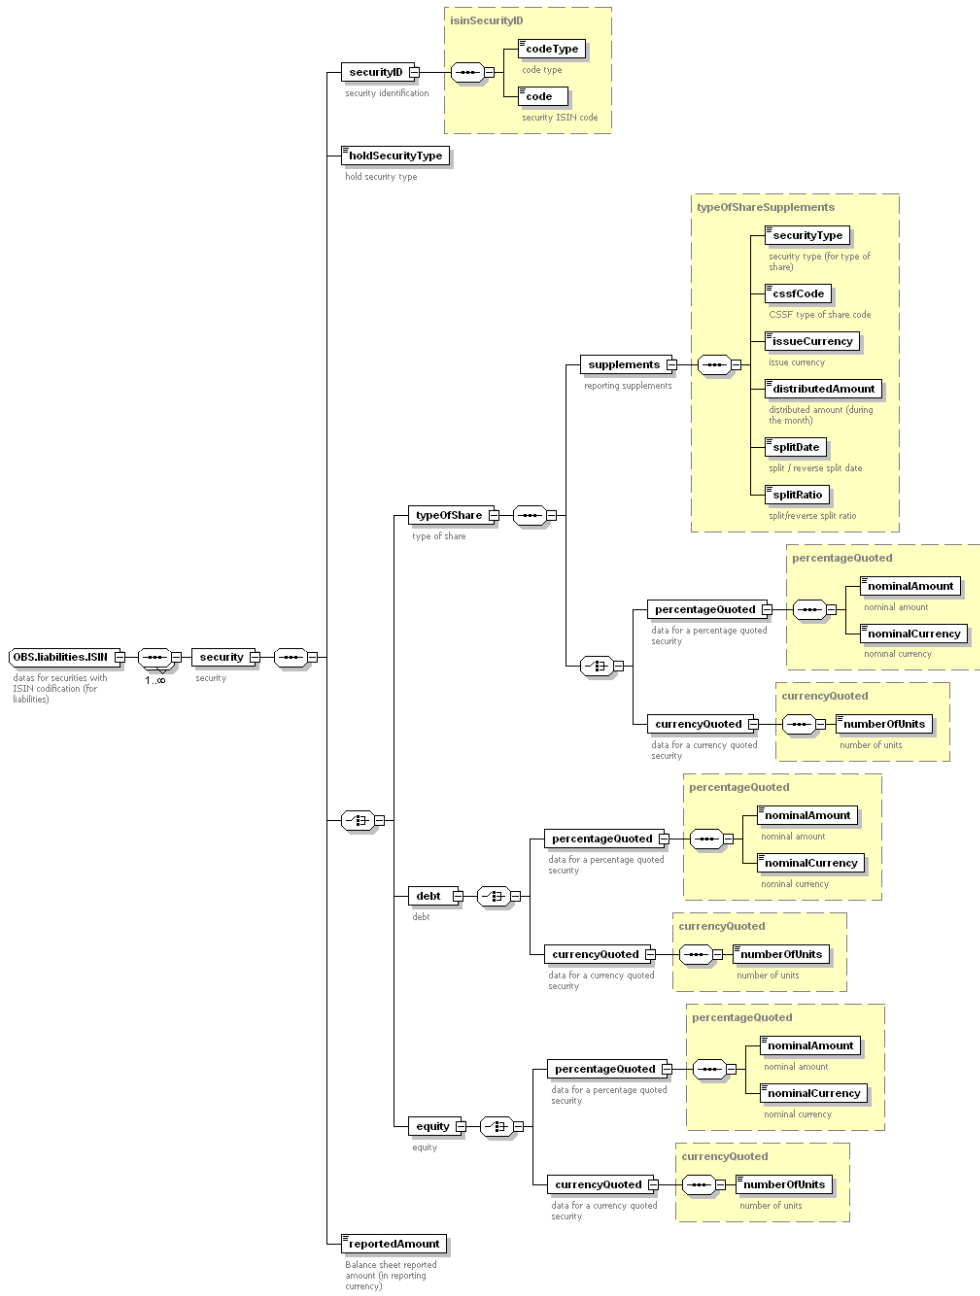 isinSecurityID
codeType
code type
code
security ISIN code
securityID
security identification
holdSecurityType
hold security type
typeOfShareSupplements
securityType
security type (for type of
share)
cssfCode
CSSF type of share code
issueCurrency
issue currency
distributedAmount
distributed amount (during
the month)
splitDate
split / reverse split date
splitRatio
split/reverse split ratio
supplements
reporting supplements
typeOfShare
type of share
percentageQuoted
nominalAmount
nominal amount
nominalCurrency
nominal currency
percentageQuoted
data for a percentage quoted
security
currencyQuoted
numberOfUnits
number of units
currencyQuoted
data for a currency quoted
security
OBS.liabilities.ISIN
datas for securities with
ISIN codification (for
liabilities)
1..∞
security
security
percentageQuoted
nominalAmount
nominal amount
nominalCurrency
nominal currency
percentageQuoted
data for a percentage quoted
security
debt
debt
currencyQuoted
numberOfUnits
number of units
currencyQuoted
data for a currency quoted
security
percentageQuoted
nominalAmount
nominal amount
nominalCurrency
nominal currency
percentageQuoted
data for a percentage quoted
security
equity
equity
currencyQuoted
numberOfUnits
number of units
currencyQuoted
data for a currency quoted
security
reportedAmount
Balance sheet reported
amount (in reporting
currency)